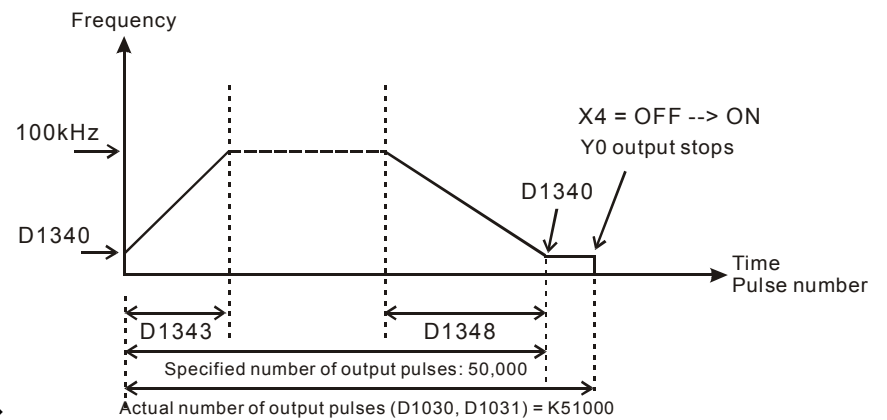 Frequency
X4 = OFF --> ON
100kHz
Y0 output stops
D1340
D1340
Time
Pulse number
D1343
D1348
Specified number of output pulses: 50,000
Actual number of output pulses (D1030, D1031) = K51000